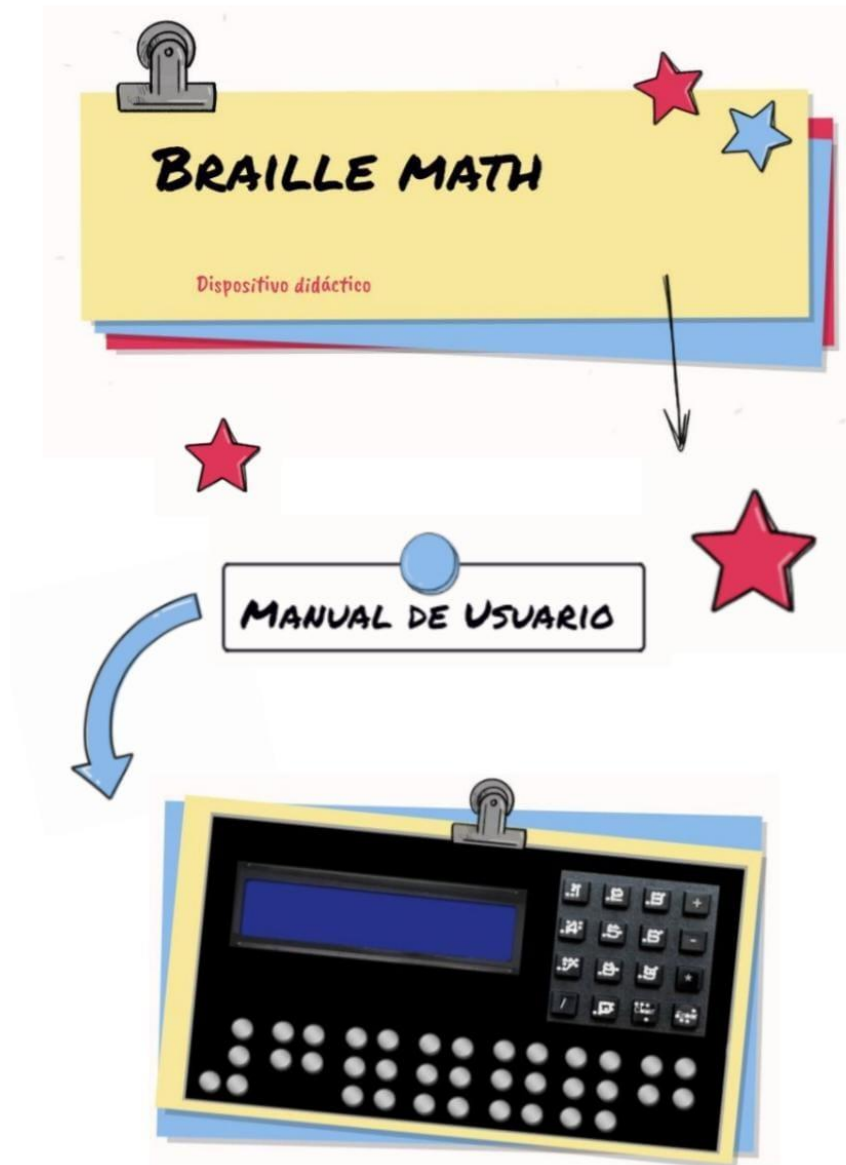 BRAILLE MATH
Dispositivo didáctico
MANUAL DE USUARIO
+
-
*
/